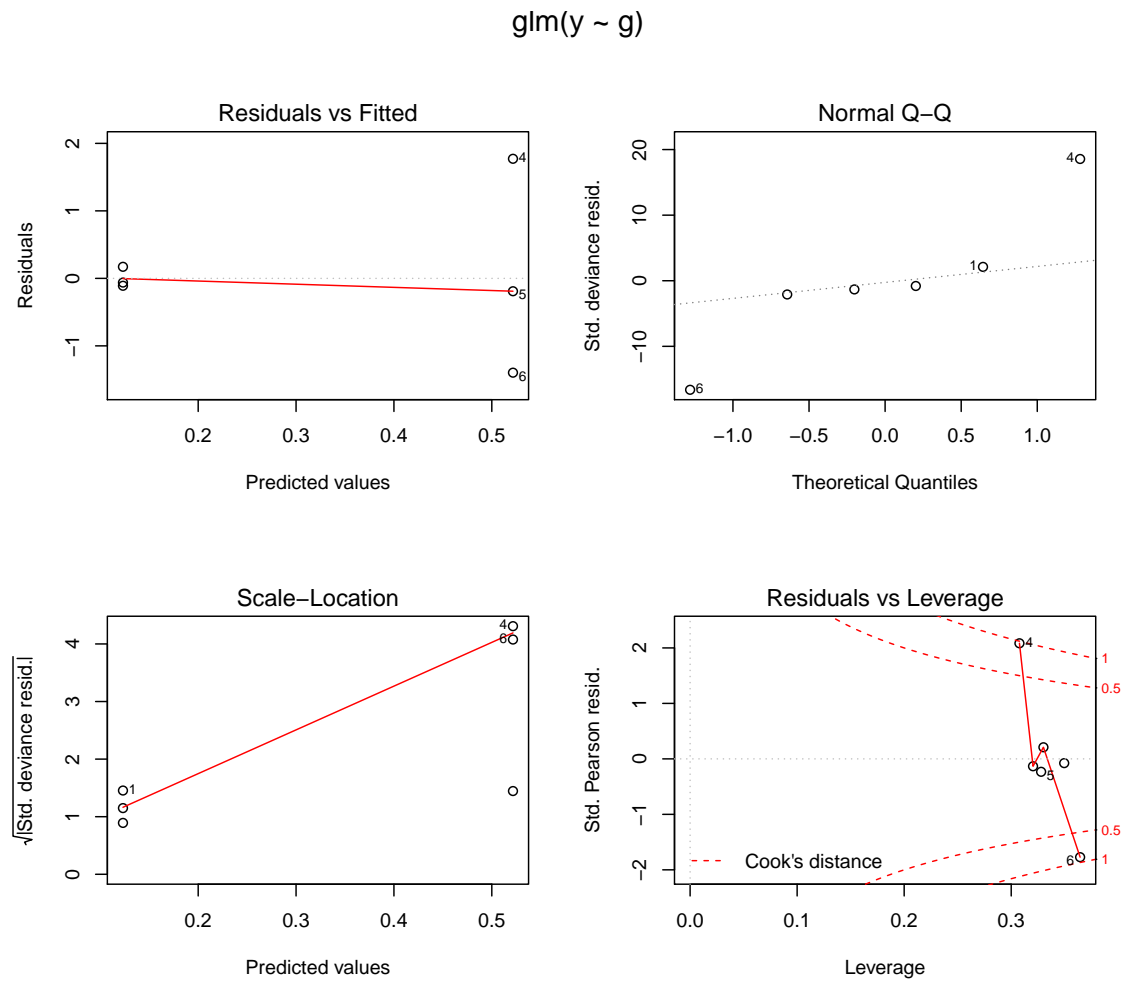 glm(y ~ g)
Residuals vs Fitted
Residuals
2
1
0
−1
4
5
6
0.2 0.3 0.4 0.5
Predicted values
Normal Q−Q
Std. deviance resid.
20
10
0
−10
4
1
6
−1.0 −0.5 0.0 0.5 1.0
Theoretical Quantiles
Scale−Location
√|Std. deviance resid.|
4
3
2
1
0
4
6
1
0.2 0.3 0.4 0.5
Predicted values
Residuals vs Leverage
Std. Pearson resid.
2
1
0
−1
−2
4
1
0.5
5
0.5
1
6
Cook's distance
0.0 0.1 0.2 0.3
Leverage